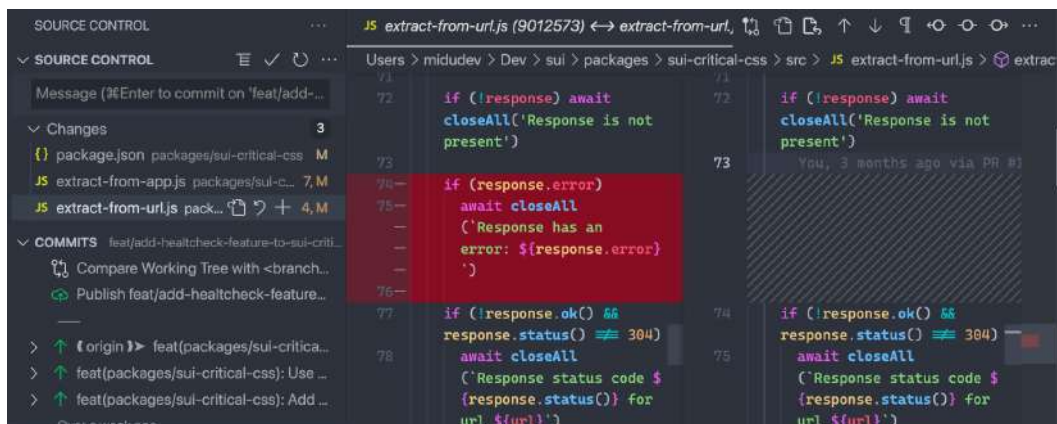 SOURCE CONTROL ···
SOURCE CONTROL ···
Message (⌘Enter to commit on 'feat/add-...
Changes 3
{} package.json packages/sui-critical-css M
JS extract-from-app.js packages/sui-c... 7, M
JS extract-from-url.js pack... 4, M
COMMITS feat/add-healtcheck-feature-to-sui-criti...
Compare Working Tree with <branch...
Publish feat/add-healtcheck-feature...
origin feat(packages/sui-critica...
feat(packages/sui-critical-css): Use ...
feat(packages/sui-critical-css): Add ...
JS extract-from-url.js (9012573) ⟷ extract-from-url.
Users > midudev > Dev > sui > packages > sui-critical-css > src > JS extract-from-url.js > extrac
71
72 if (!response) await
closeAll('Response is not
present')
73
74— if (response.error)
75— await closeAll
— (`Response has an
— error: ${response.error}
— `)
76—
77 if (!response.ok() &&
response.status() !== 304)
78 await closeAll
(`Response status code $
{response.status()} for
url ${url}`)
71
72 if (!response) await
closeAll('Response is not
present')
73 You, 3 months ago via PR #1
74 if (!response.ok() &&
response.status() !== 304)
75 await closeAll
(`Response status code $
{response.status()} for
url ${url}`)